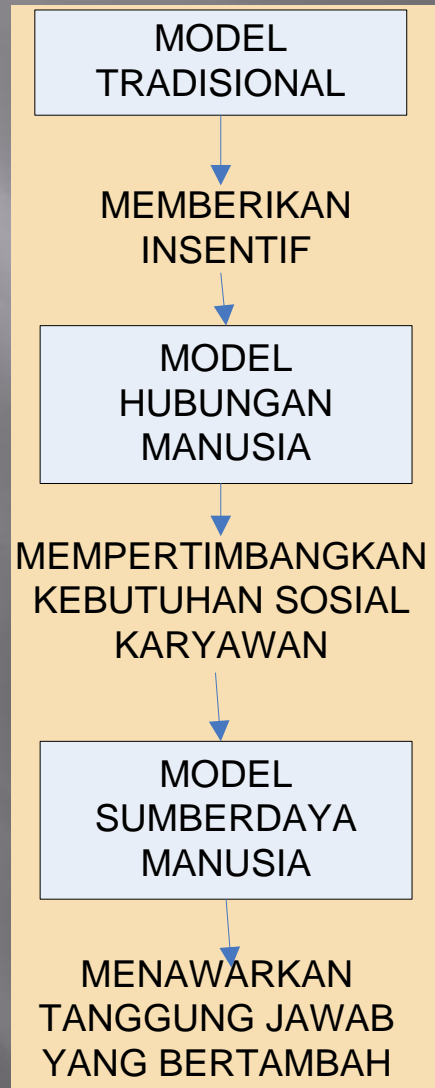 MODEL
TRADISIONAL
MEMBERIKAN
INSENTIF
MODEL
HUBUNGAN
MANUSIA
MEMPERTIMBANGKAN
KEBUTUHAN SOSIAL
KARYAWAN
MODEL
SUMBERDAYA
MANUSIA
MENAWARKAN
TANGGUNG JAWAB
YANG BERTAMBAH